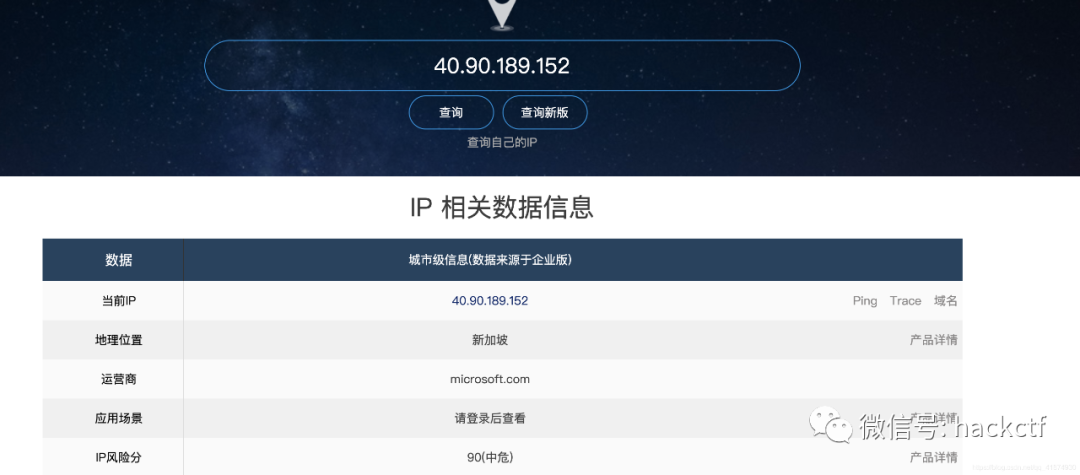 40.90.189.152
查询 查询新版
查询自己的IP
IP 相关数据信息
数据 城市级信息(数据来源于企业版)
当前IP 40.90.189.152 Ping Trace 域名
地理位置 新加坡 产品详情
运营商 microsoft.com
应用场景 请登录后查看 产品详情
微信号: hackctf
IP风险分 90(中危) 产品详情